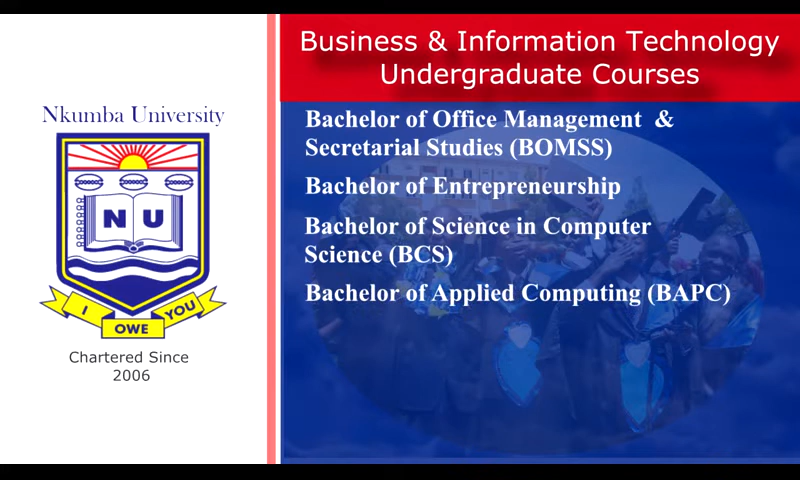 Nkumba University
N U
I OWE YOU
Chartered Since
2006
Business & Information Technology
Undergraduate Courses
Bachelor of Office Management &
Secretarial Studies (BOMSS)
Bachelor of Entrepreneurship
Bachelor of Science in Computer
Science (BCS)
Bachelor of Applied Computing (BAPC)